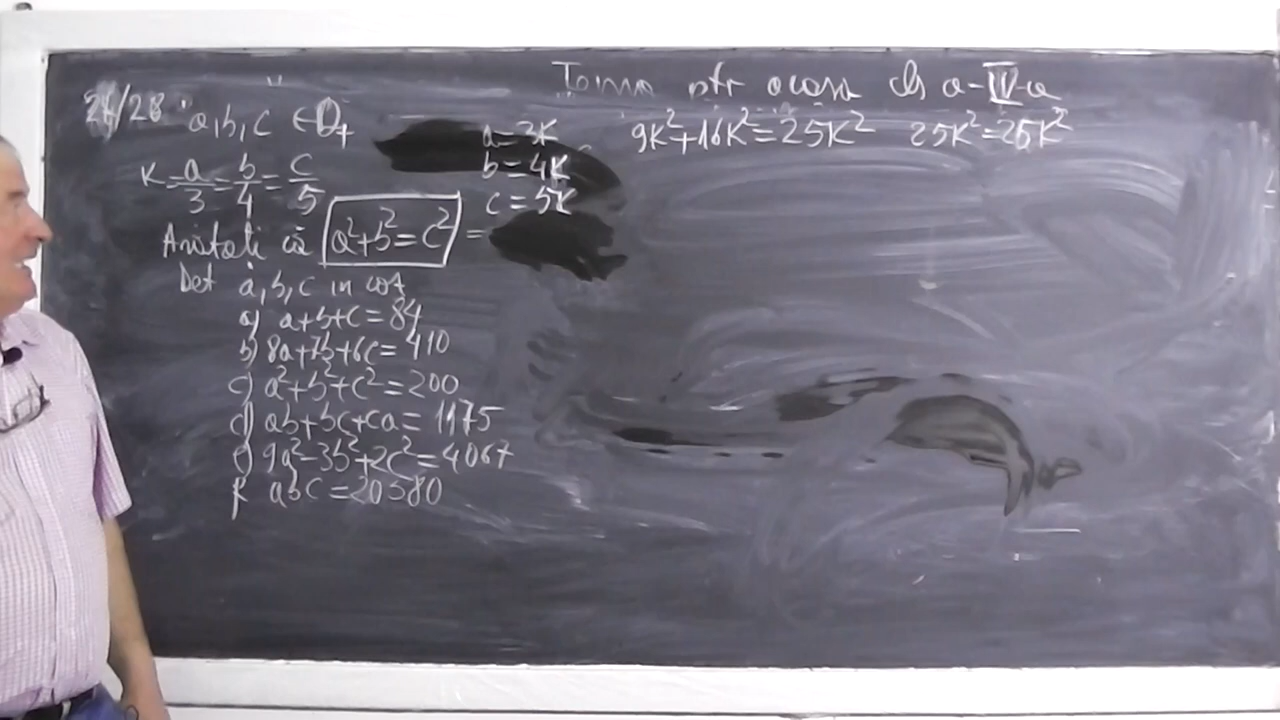 Tema ptr acasa cls a-IV-a
24/28 a,b,c ∈ Q₊
K=a/3=b/4=c/5
Aratati că a²+b²=c² =
Det a,b,c in caz
a) a+b+c=84
b) 8a+7b+6c=410
c) a²+b²+c²=200
d) ab+bc+ca=1175
e) 9a²-3b²+2c²=4067
f abc=20580
a=3K
b=4K
c=5K
9K²+16K²=25K² 25K²=25K²